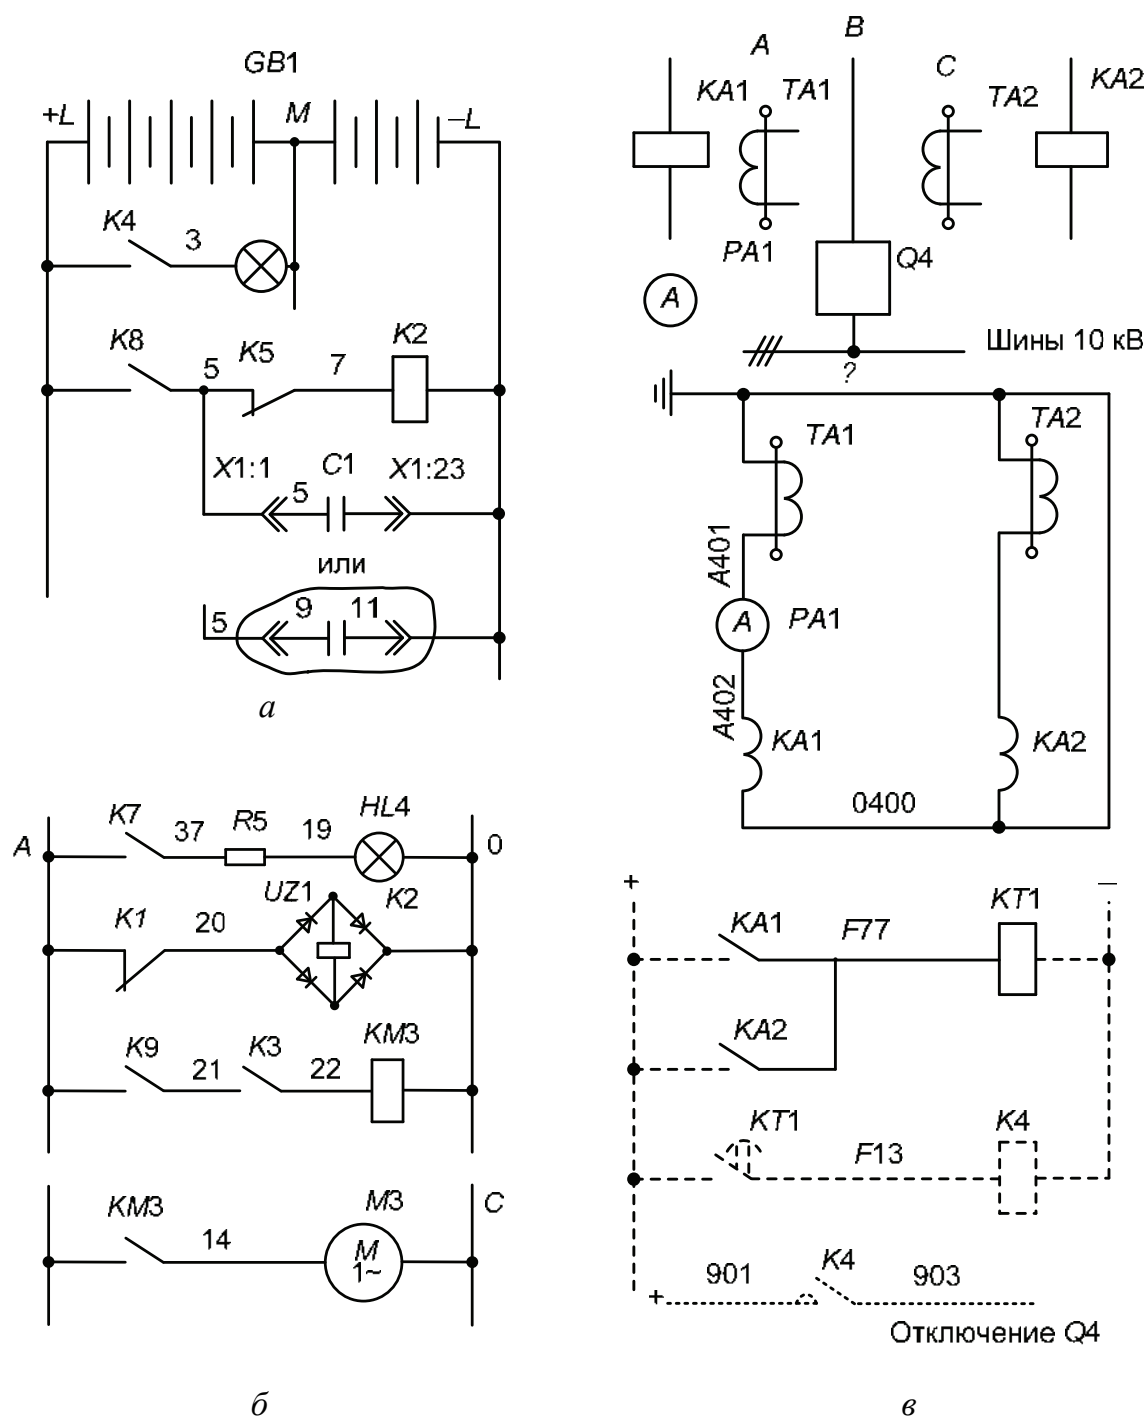 GB1
+L
M
–L
K4
3
K8
5
K5
7
K2
X1:1
5
C1
X1:23
или
5
9
11
а
A
K7
37
R5
19
HL4
0
UZ1
K2
K1
20
K9
21
K3
22
KM3
KM3
14
M3
M
1~
C
б
A
B
C
KA1
TA1
TA2
KA2
PA1
Q4
A
Шины 10 кВ
?
TA1
TA2
A401
A
PA1
A402
KA1
KA2
0400
+
–
KA1
F77
KT1
KA2
KT1
F13
K4
+
901
K4
903
Отключение Q4
в